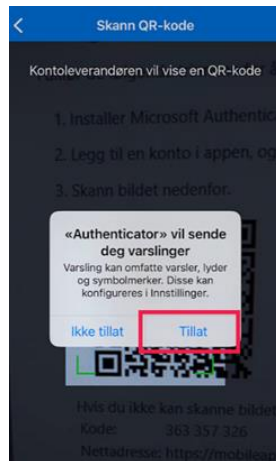 Skann QR-kode
Kontoleverandøren vil vise en QR-kode
1. Installer Microsoft Authentic
2. Legg til en konto i appen, og
3. Skann bildet nedenfor.
«Authenticator» vil sende
deg varslinger
Varsling kan omfatte varsler, lyder
og symbolmerker. Disse kan
konfigureres i Innstillinger.
Ikke tillat
Tillat
Hvis du ikke kan skanne bildet
Kode: 363 357 326
Nettadresse: https://mobileap